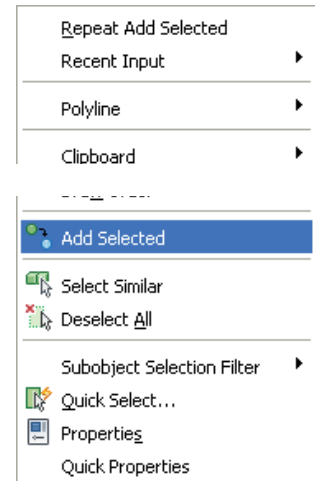 Repeat Add Selected
Recent Input
Polyline
Clipboard
Add Selected
Select Similar
Deselect All
Subobject Selection Filter
Quick Select...
Properties
Quick Properties